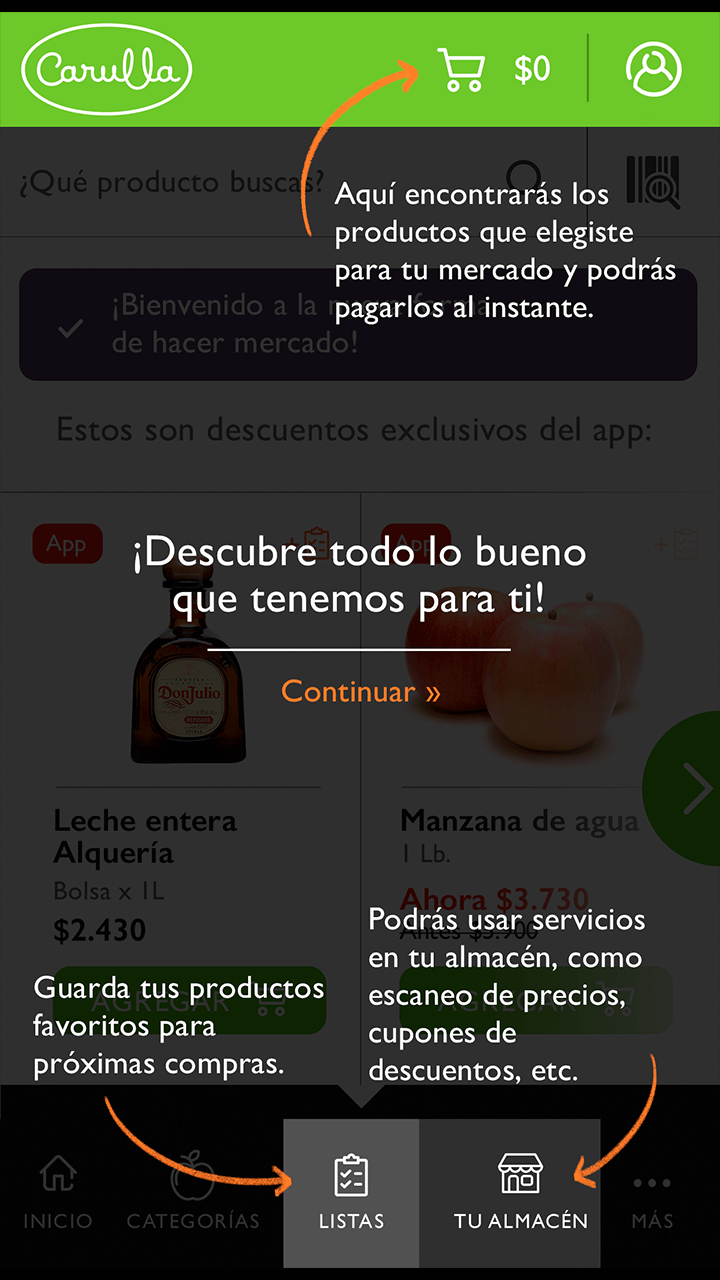 Carulla
$0
¿Qué producto buscas?
Aquí encontrarás los
productos que elegiste
para tu mercado y podrás
pagarlos al instante.
¡Bienvenido a la nueva forma
de hacer mercado!
Estos son descuentos exclusivos del app:
App
App
¡Descubre todo lo bueno
que tenemos para ti!
Continuar »
Don Julio
Leche entera
Alquería
Bolsa x 1L
$2.430
Manzana de agua
1 Lb.
Ahora $3.730
Antes $3.900
AGREGAR
AGREGAR
Guarda tus productos
favoritos para
próximas compras.
Podrás usar servicios
en tu almacén, como
escaneo de precios,
cupones de
descuentos, etc.
INICIO
CATEGORÍAS
LISTAS
TU ALMACÉN
MÁS